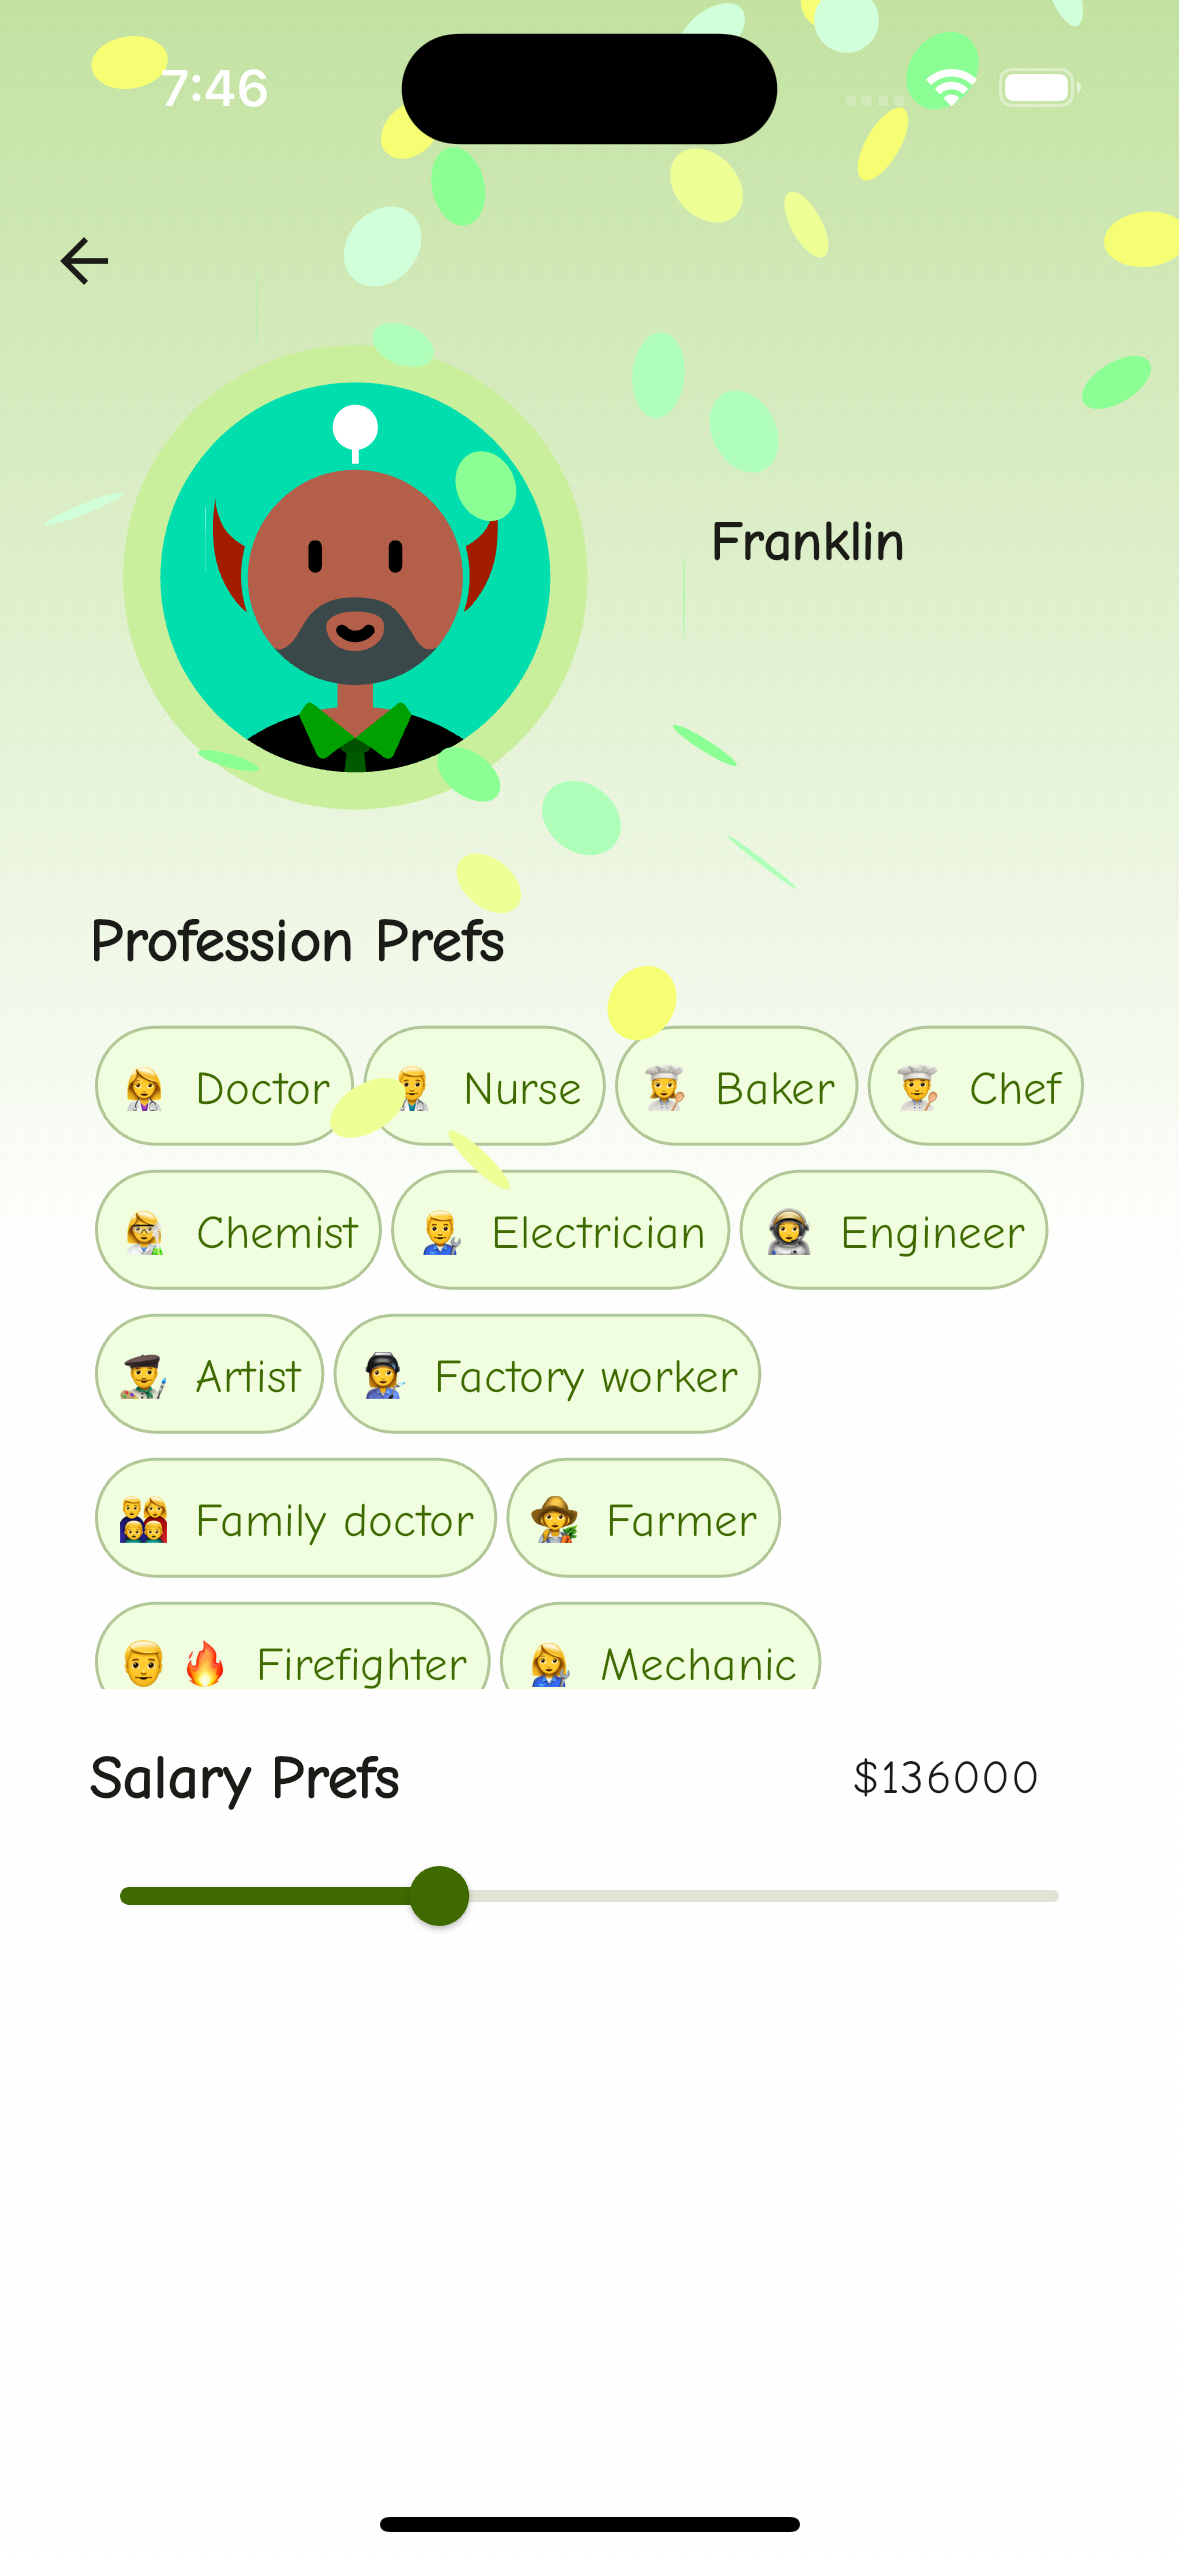 7:46
Franklin
Profession Prefs
Doctor Nurse Baker Chef
Chemist Electrician Engineer
Artist Factory worker
Family doctor Farmer
Firefighter Mechanic
Salary Prefs $136000